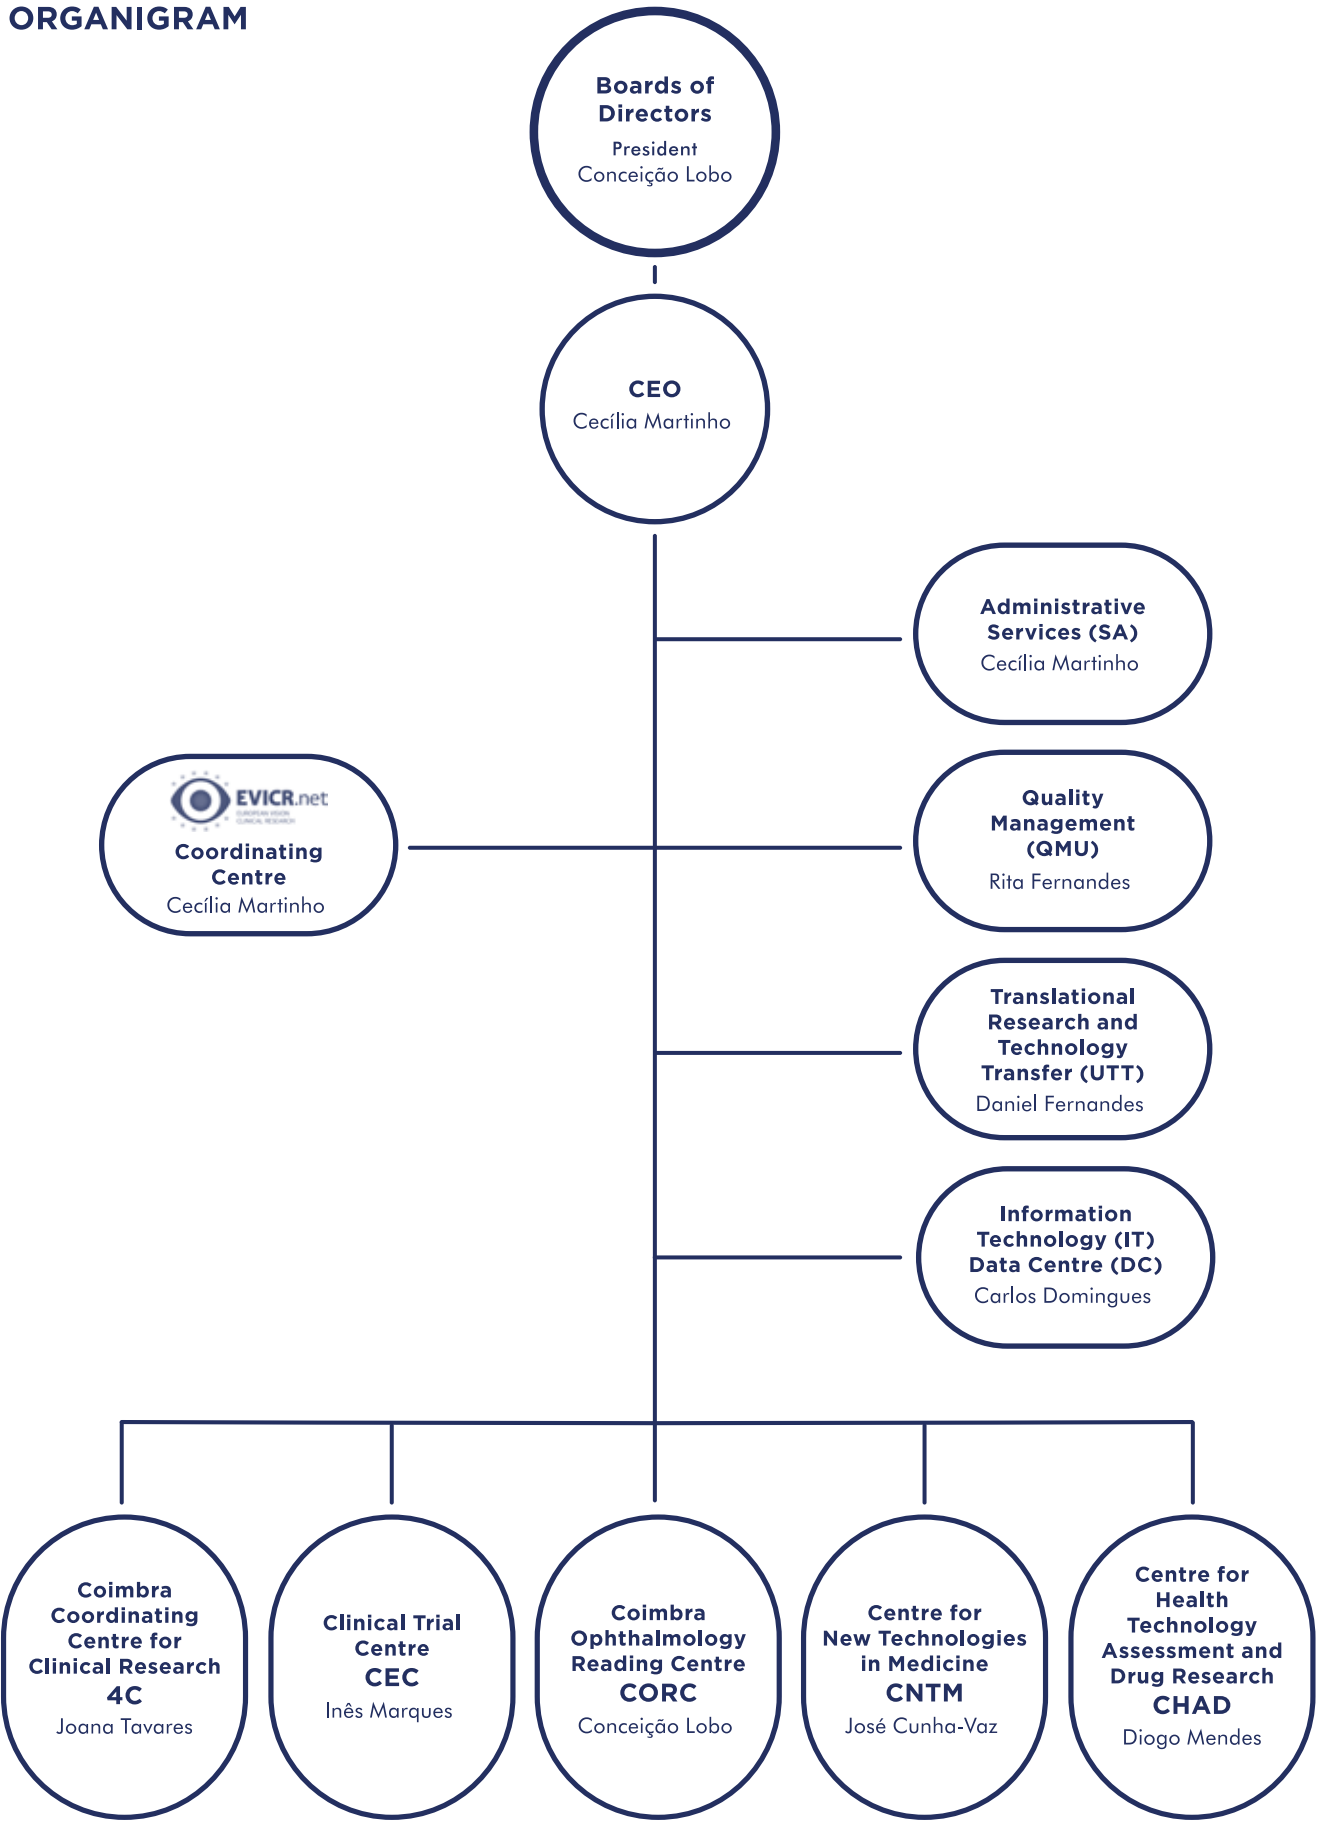 ORGANIGRAM
Boards of
Directors
President
Conceição Lobo
CEO
Cecília Martinho
Administrative
Services (SA)
Cecília Martinho
EVICR.net
EUROPEAN VISION
CLINICAL RESEARCH
Coordinating
Centre
Cecília Martinho
Quality
Management
(QMU)
Rita Fernandes
Translational
Research and
Technology
Transfer (UTT)
Daniel Fernandes
Information
Technology (IT)
Data Centre (DC)
Carlos Domingues
Coimbra
Coordinating
Centre for
Clinical Research
4C
Joana Tavares
Clinical Trial
Centre
CEC
Inês Marques
Coimbra
Ophthalmology
Reading Centre
CORC
Conceição Lobo
Centre for
New Technologies
in Medicine
CNTM
José Cunha-Vaz
Centre for
Health
Technology
Assessment and
Drug Research
CHAD
Diogo Mendes